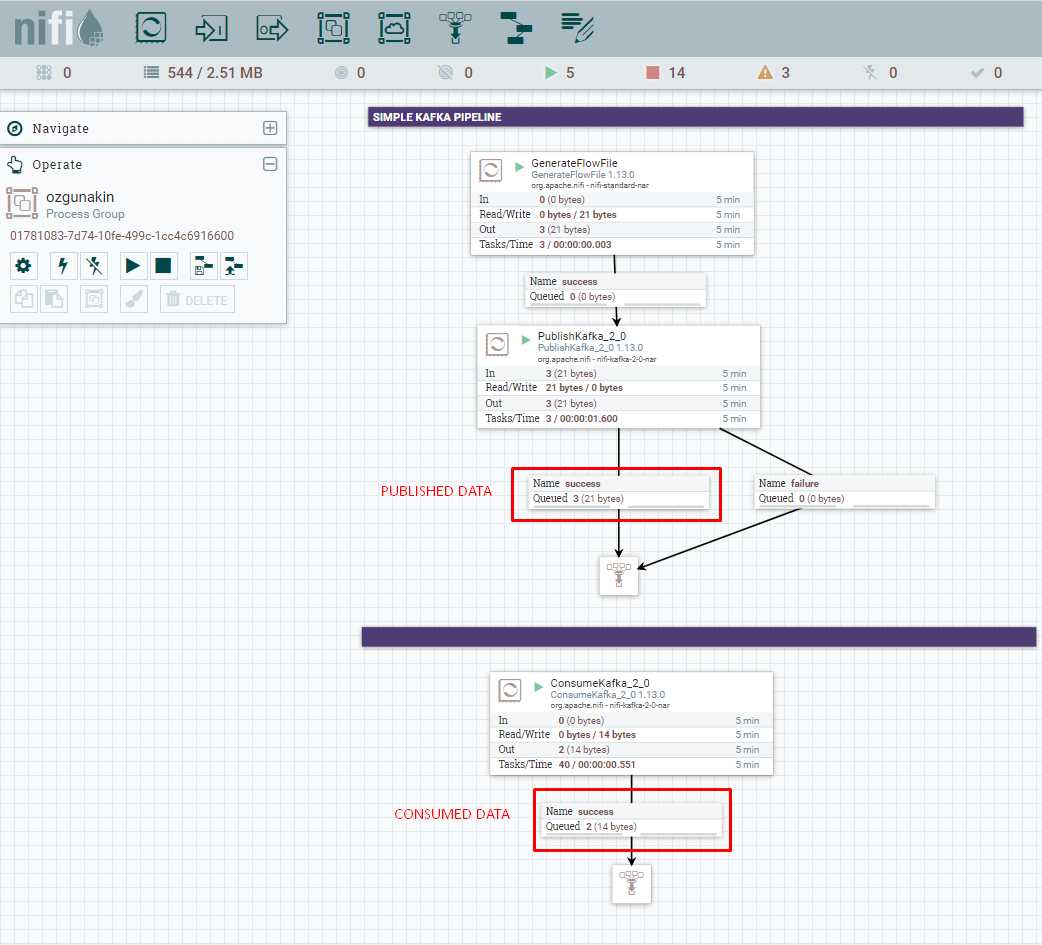 nifi
0
544 / 2.51 MB
0
0
5
14
3
0
0
Navigate
Operate
ozgunakin
Process Group
01781083-7d74-10fe-499c-1cc4c6916600
DELETE
SIMPLE KAFKA PIPELINE
GenerateFlowFile
GenerateFlowFile 1.13.0
org.apache.nifi - nifi-standard-nar
In 0 (0 bytes) 5 min
Read/Write 0 bytes / 21 bytes 5 min
Out 3 (21 bytes) 5 min
Tasks/Time 3 / 00:00:00.003 5 min
Name success
Queued 0 (0 bytes)
PublishKafka_2_0
PublishKafka_2_0 1.13.0
org.apache.nifi - nifi-kafka-2-0-nar
In 3 (21 bytes) 5 min
Read/Write 21 bytes / 0 bytes 5 min
Out 3 (21 bytes) 5 min
Tasks/Time 3 / 00:00:01.600 5 min
PUBLISHED DATA
Name success
Queued 3 (21 bytes)
Name failure
Queued 0 (0 bytes)
ConsumeKafka_2_0
ConsumeKafka_2_0 1.13.0
org.apache.nifi - nifi-kafka-2-0-nar
In 0 (0 bytes) 5 min
Read/Write 0 bytes / 14 bytes 5 min
Out 2 (14 bytes) 5 min
Tasks/Time 40 / 00:00:00.551 5 min
CONSUMED DATA
Name success
Queued 2 (14 bytes)